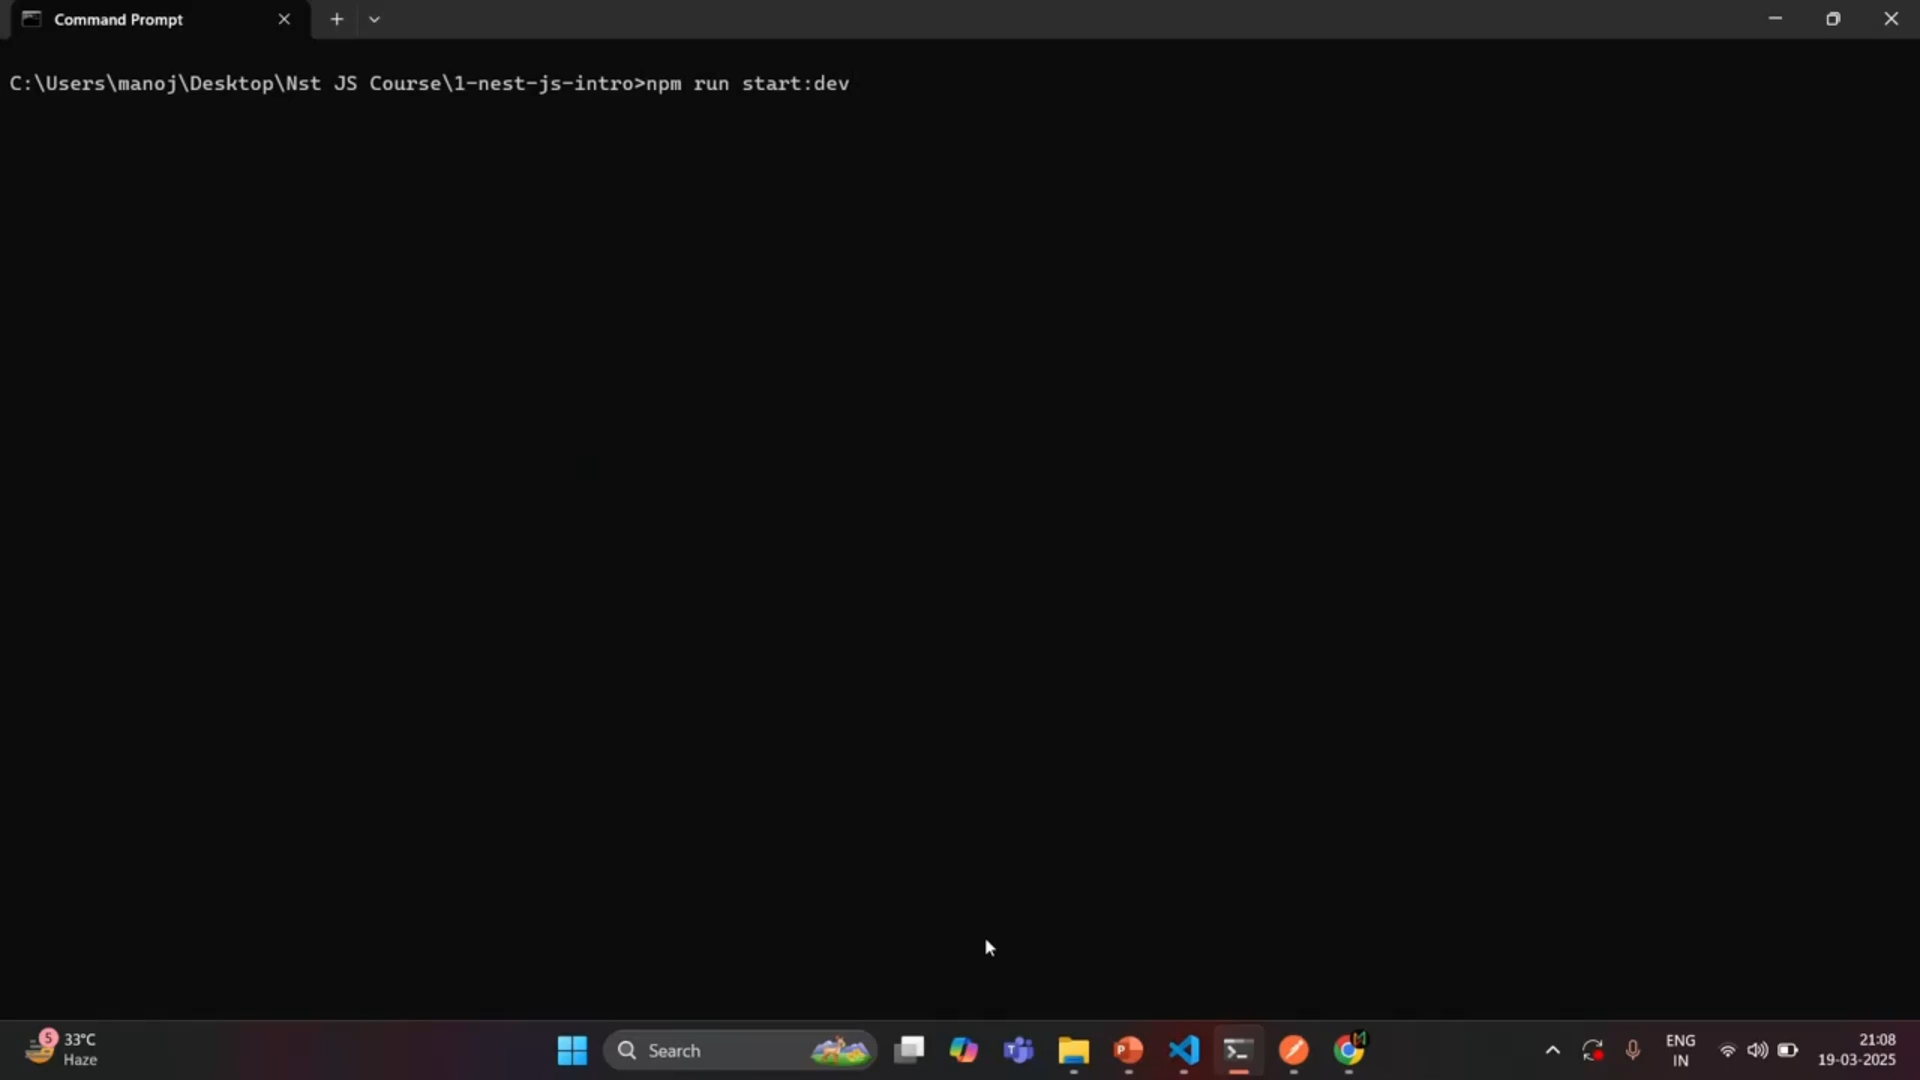 Command Prompt
C:\Users\manoj\Desktop\Nst JS Course\1-nest-js-intro>npm run start:dev
5
33°C
Haze
Search
ENG
IN
21:08
19-03-2025